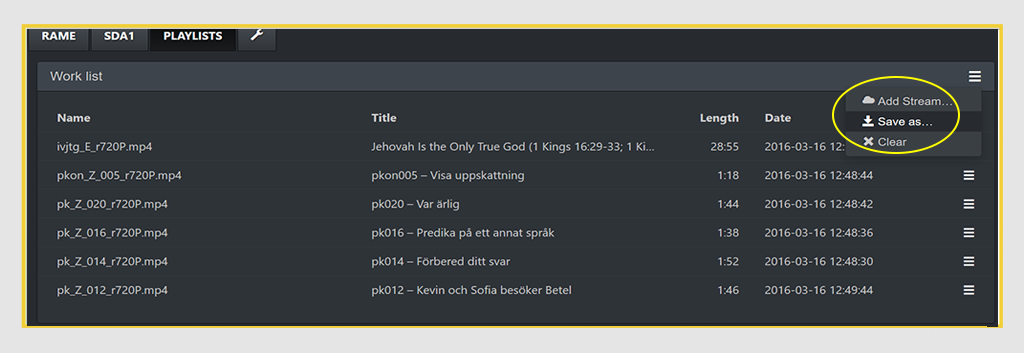 RAME SDA1 PLAYLISTS
Work list
Add Stream...
Save as...
Clear
Name Title Length Date
ivjtg_E_r720P.mp4 Jehovah Is the Only True God (1 Kings 16:29-33; 1 Ki... 28:55 2016-03-16 12:
pkon_Z_005_r720P.mp4 pkon005 – Visa uppskattning 1:18 2016-03-16 12:48:44
pk_Z_020_r720P.mp4 pk020 – Var ärlig 1:44 2016-03-16 12:48:42
pk_Z_016_r720P.mp4 pk016 – Predika på ett annat språk 1:38 2016-03-16 12:48:36
pk_Z_014_r720P.mp4 pk014 – Förbered ditt svar 1:52 2016-03-16 12:48:30
pk_Z_012_r720P.mp4 pk012 – Kevin och Sofia besöker Betel 1:46 2016-03-16 12:49:44